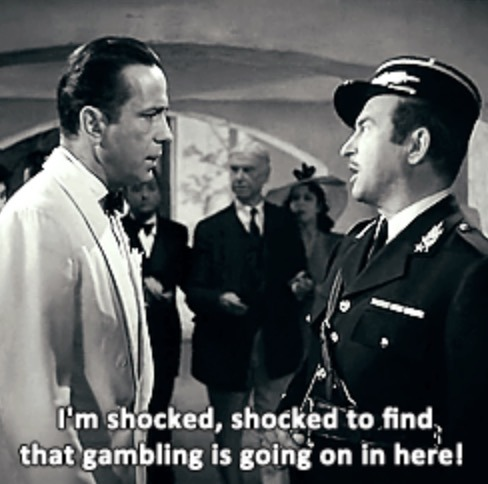 I'm shocked, shocked to find
that gambling is going on in here!